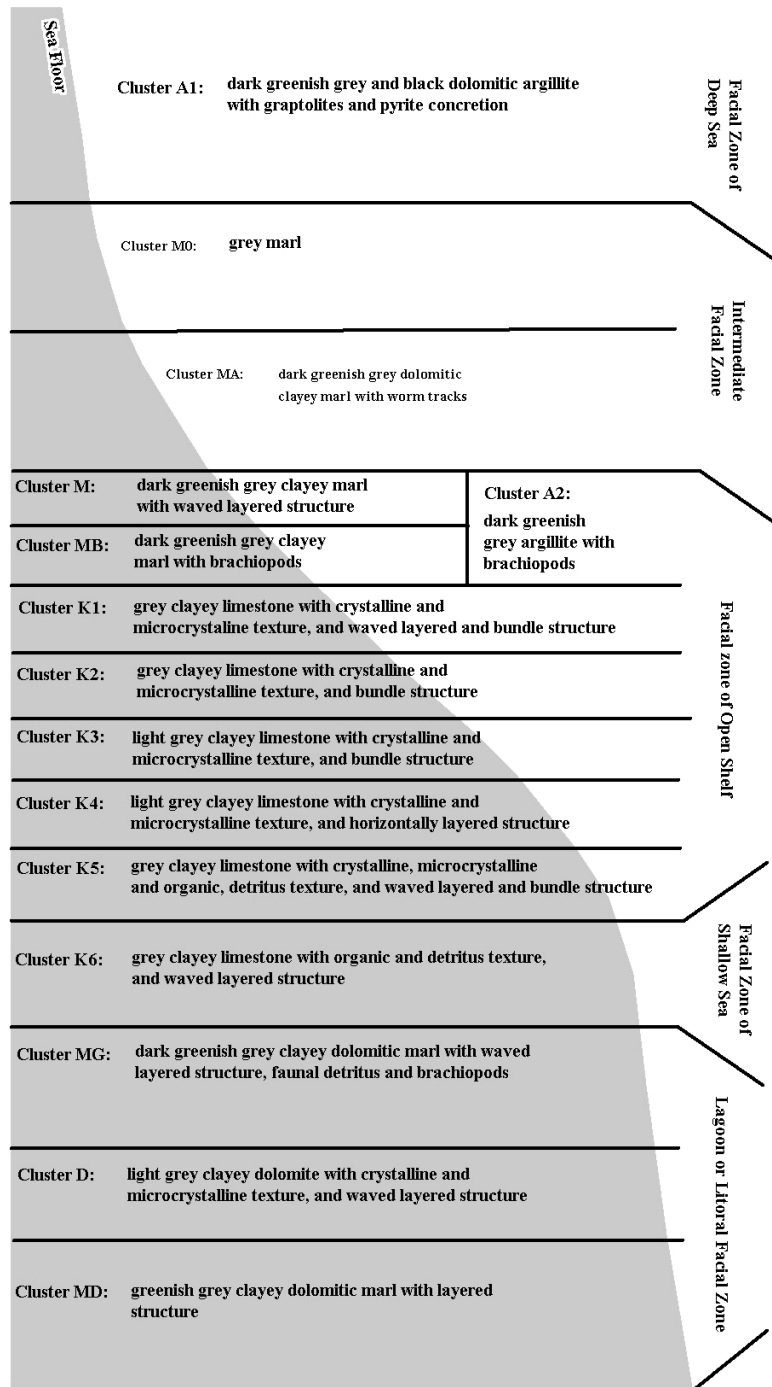 Sea Floor
Cluster A1: dark greenish grey and black dolomitic argillite
with graptolites and pyrite concretion
Facial Zone of
Deep Sea
Cluster M0: grey marl
Cluster MA: dark greenish grey dolomitic
clayey marl with worm tracks
Intermediate
Facial Zone
Cluster M: dark greenish grey clayey marl
with waved layered structure
Cluster MB: dark greenish grey clayey
marl with brachiopods
Cluster A2:
dark greenish
grey argillite with
brachiopods
Cluster K1: grey clayey limestone with crystalline and
microcrystaline texture, and waved layered and bundle structure
Cluster K2: grey clayey limestone with crystalline and
microcrystalline texture, and bundle structure
Cluster K3: light grey clayey limestone with crystalline and
microcrystalline texture, and bundle structure
Cluster K4: light grey clayey limestone with crystalline and
microcrystalline texture, and horizontally layered structure
Cluster K5: grey clayey limestone with crystalline, microcrystalline
and organic, detritus texture, and waved layered and bundle structure
Facial zone of Open Shelf
Cluster K6: grey clayey limestone with organic and detritus texture,
and waved layered structure
Facial Zone of
Shallow Sea
Cluster MG: dark greenish grey clayey dolomitic marl with waved
layered structure, faunal detritus and brachiopods
Cluster D: light grey clayey dolomite with crystalline and
microcrystalline texture, and waved layered structure
Cluster MD: greenish grey clayey dolomitic marl with layered
structure
Lagoon or Litoral Facial Zone